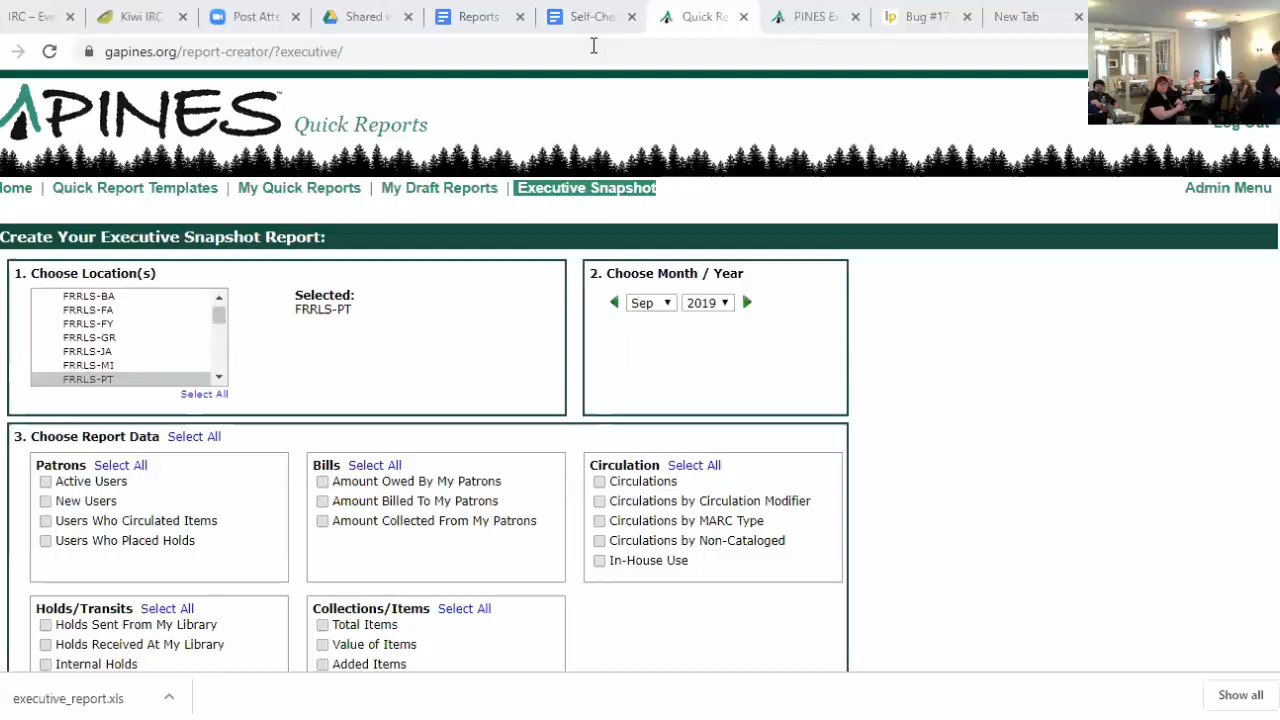 IRC – Eve
Kiwi IRC
Post Atte
Shared w
Reports
Self-Che
Quick Re
PINES Ex
Bug #17
New Tab
gapines.org/report-creator/?executive/
PINES Quick Reports
Log Out
ome | Quick Report Templates | My Quick Reports | My Draft Reports | Executive Snapshot
Admin Menu
Create Your Executive Snapshot Report:
1. Choose Location(s)
FRRLS-BA
FRRLS-FA
FRRLS-FY
FRRLS-GR
FRRLS-JA
FRRLS-MI
FRRLS-PT
Select All
Selected:
FRRLS-PT
2. Choose Month / Year
Sep 2019
3. Choose Report Data Select All
Patrons Select All
Active Users
New Users
Users Who Circulated Items
Users Who Placed Holds
Bills Select All
Amount Owed By My Patrons
Amount Billed To My Patrons
Amount Collected From My Patrons
Circulation Select All
Circulations
Circulations by Circulation Modifier
Circulations by MARC Type
Circulations by Non-Cataloged
In-House Use
Holds/Transits Select All
Holds Sent From My Library
Holds Received At My Library
Internal Holds
Collections/Items Select All
Total Items
Value of Items
Added Items
executive_report.xls
Show all